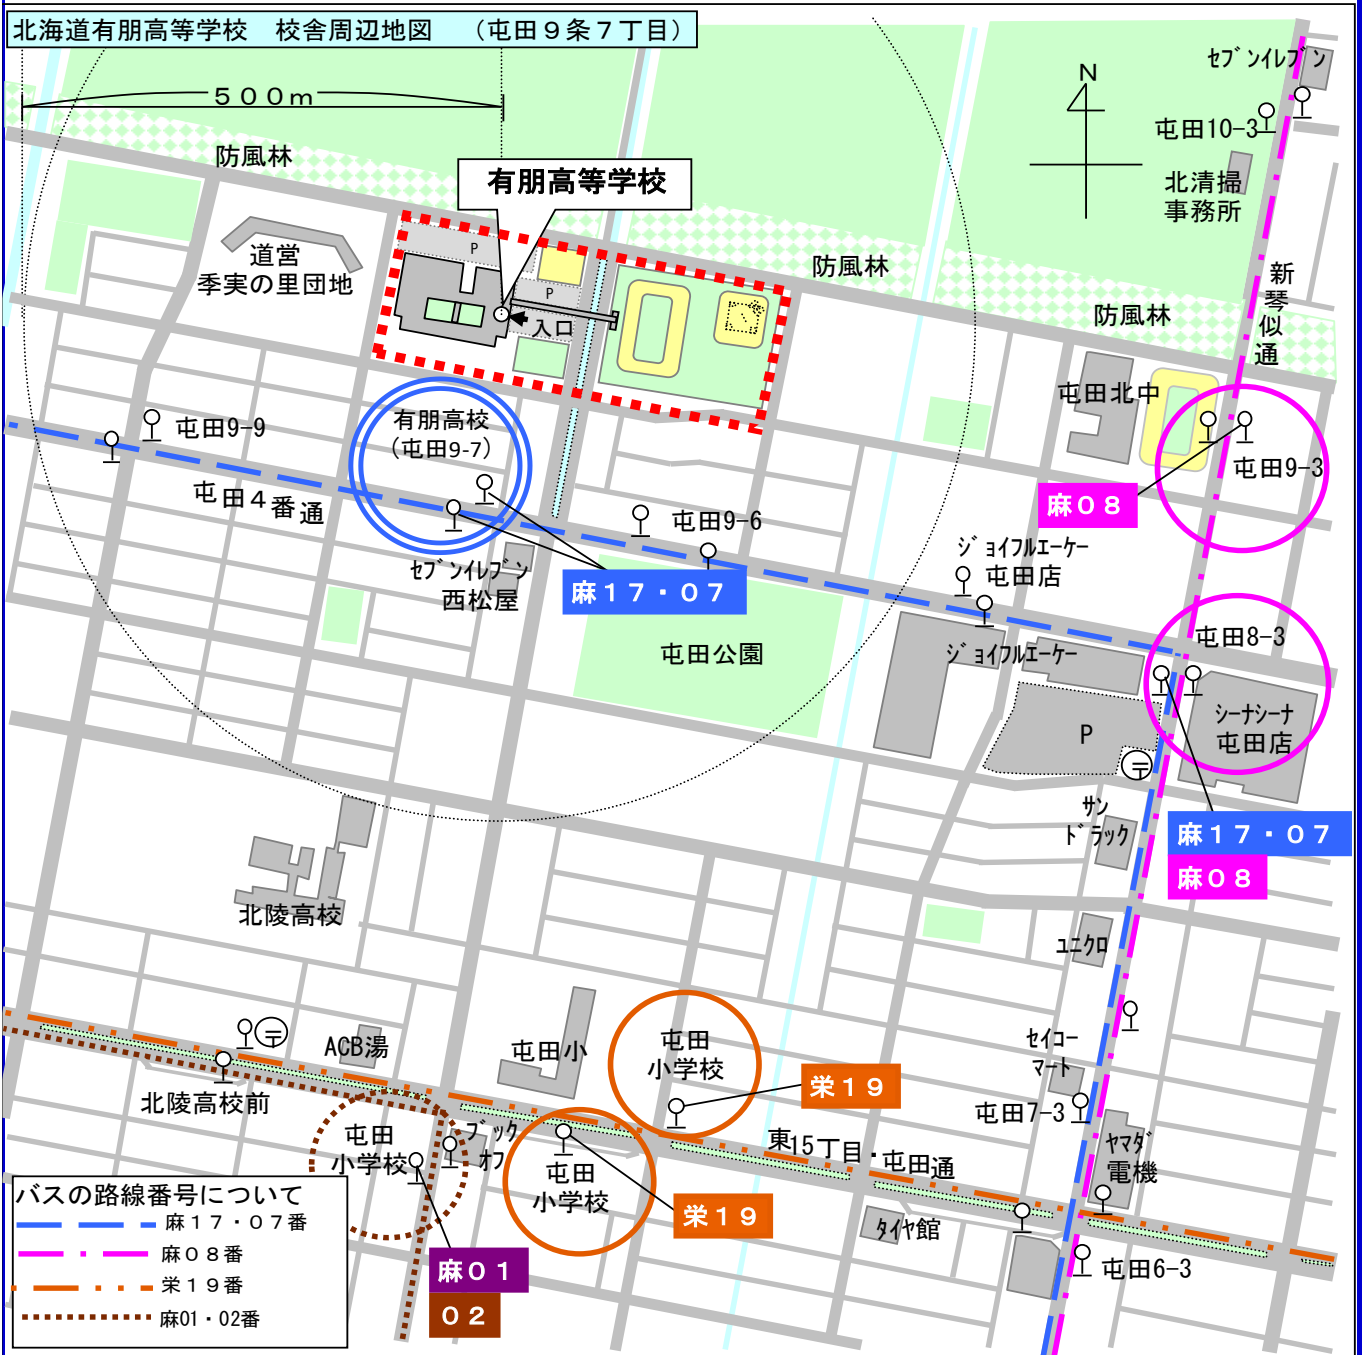 北海道有朋高等学校　校舎周辺地図　（屯田９条７丁目）
５００ｍ
N
セブンイレブン
屯田10-3
北清掃
事務所
防風林
有朋高等学校
道営
季実の里団地
P
P
入口
防風林
防風林
新琴似通
屯田北中
屯田9-3
麻０８
屯田9-9
有朋高校
（屯田9-7）
屯田４番通
屯田9-6
セブンイレブン
西松屋
麻１７・０７
ジョイフルエーケー
屯田店
屯田公園
ジョイフルエーケー
屯田8-3
シーナシーナ
屯田店
P
〒
サン
ドラック
麻１７・０７
麻０８
北陵高校
ユニクロ
〒
ACB湯
北陵高校前
屯田小
屯田
小学校
栄１９
セイコー
マート
屯田7-3
ヤマダ
電機
屯田
小学校
ブック
オフ
屯田
小学校
栄１９
東15丁目・屯田通
タイヤ館
屯田6-3
麻０１
０２
バスの路線番号について
麻１７・０７番
麻０８番
栄１９番
麻01・02番